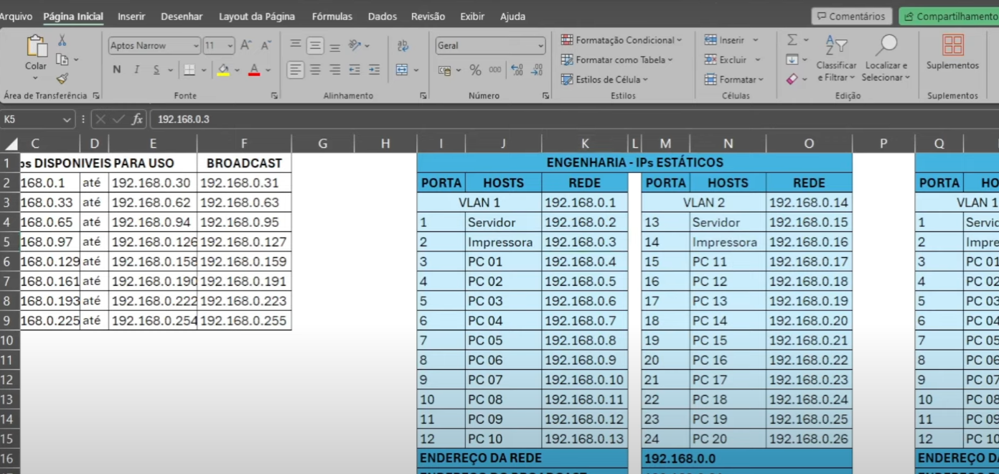 Arquivo Página Inicial Inserir Desenhar Layout da Página Fórmulas Dados Revisão Exibir Ajuda Comentários Compartilhamento
Colar Aptos Narrow 11 Geral Formatação Condicional Inserir
N I S % 000 Formatar como Tabela Excluir Classificar e Filtrar Localizar e Selecionar Suplementos
Estilos de Célula Formatar
Área de Transferência Fonte Alinhamento Número Estilos Células Edição Suplementos
K5 fx 192.168.0.3
C D E F G H I J K L M N O P Q
1 os DISPONIVEIS PARA USO BROADCAST ENGENHARIA - IPs ESTÁTICOS
2 168.0.1 até 192.168.0.30 192.168.0.31 PORTA HOSTS REDE PORTA HOSTS REDE PORTA HO
3 168.0.33 até 192.168.0.62 192.168.0.63 VLAN 1 192.168.0.1 VLAN 2 192.168.0.14 VLAN 1
4 168.0.65 até 192.168.0.94 192.168.0.95 1 Servidor 192.168.0.2 13 Servidor 192.168.0.15 1 Servid
5 168.0.97 até 192.168.0.126 192.168.0.127 2 Impressora 192.168.0.3 14 Impressora 192.168.0.16 2 Impre
6 168.0.129 até 192.168.0.158 192.168.0.159 3 PC 01 192.168.0.4 15 PC 11 192.168.0.17 3 PC 01
7 168.0.161 até 192.168.0.190 192.168.0.191 4 PC 02 192.168.0.5 16 PC 12 192.168.0.18 4 PC 02
8 168.0.193 até 192.168.0.222 192.168.0.223 5 PC 03 192.168.0.6 17 PC 13 192.168.0.19 5 PC 03
9 168.0.225 até 192.168.0.254 192.168.0.255 6 PC 04 192.168.0.7 18 PC 14 192.168.0.20 6 PC 04
10 7 PC 05 192.168.0.8 19 PC 15 192.168.0.21 7 PC 05
11 8 PC 06 192.168.0.9 20 PC 16 192.168.0.22 8 PC 06
12 9 PC 07 192.168.0.10 21 PC 17 192.168.0.23 9 PC 07
13 10 PC 08 192.168.0.11 22 PC 18 192.168.0.24 10 PC 08
14 11 PC 09 192.168.0.12 23 PC 19 192.168.0.25 11 PC 09
15 12 PC 10 192.168.0.13 24 PC 20 192.168.0.26 12 PC 10
16 ENDEREÇO DA REDE 192.168.0.0 ENDEREÇO DA